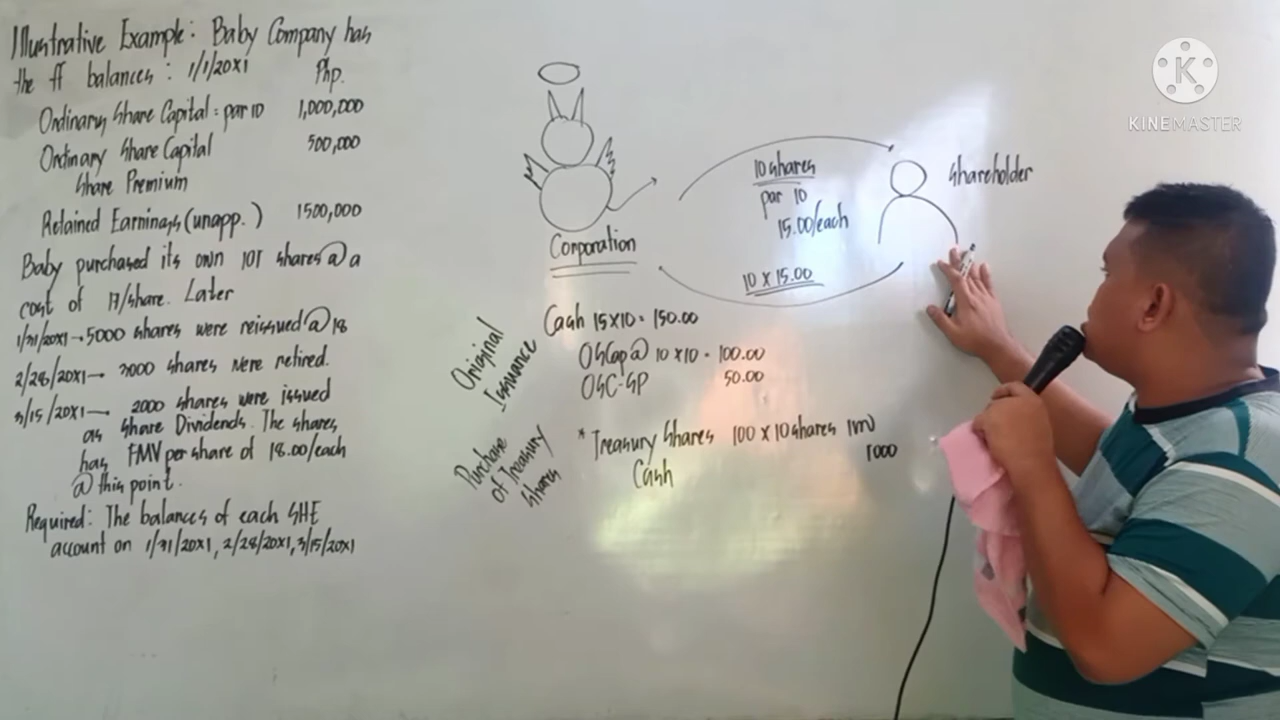 Illustrative Example: Baby Company has
the ff balances: 1/1/20x1 Php.
Ordinary Share Capital = par 10 1,000,000
Ordinary Share Capital 500,000
Share Premium
Retained Earnings (unapp.) 1500,000
Baby purchased its own 10T shares @ a
cost of 17/share. Later
1/31/20x1 → 5000 shares were reissued @ 18
2/28/20x1 → 3000 shares were retired.
3/15/20x1 — 2000 shares were issued
as Share Dividends. The shares
has FMV per share of 18.00/each
@ this point.
Required: The balances of each SHE
account on 1/31/20x1, 2/28/20x1, 3/15/20x1
Corporation
10 shares
par 10
15.00/each
Shareholder
10 x 15.00
Original
Issuance
Cash 15x10 = 150.00
OSCap @ 10 x 10 = 100.00
OSC-SP 50.00
Purchase
of Treasury
Shares
* Treasury Shares 100 x 10 shares 1000
Cash 1000
K
KINEMASTER